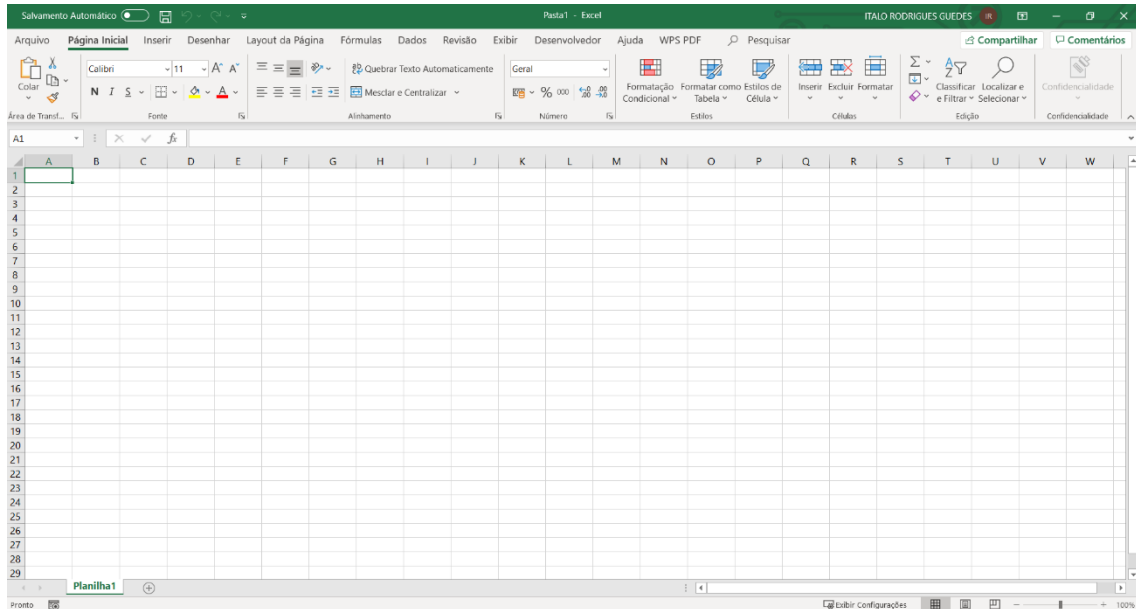 Salvamento Automático Pasta1 - Excel ITALO RODRIGUES GUEDES IR
Arquivo Página Inicial Inserir Desenhar Layout da Página Fórmulas Dados Revisão Exibir Desenvolvedor Ajuda WPS PDF Pesquisar Compartilhar Comentários
Colar
Calibri 11 A^ A˅
N I S A
Quebrar Texto Automaticamente
Mesclar e Centralizar
Geral
% 000
Formatação Condicional
Formatar como Tabela
Estilos de Célula
Inserir Excluir Formatar
Classificar e Filtrar
Localizar e Selecionar
Confidencialidade
Área de Transf... Fonte Alinhamento Número Estilos Células Edição Confidencialidade
A1 fx
A B C D E F G H I J K L M N O P Q R S T U V W
1
2
3
4
5
6
7
8
9
10
11
12
13
14
15
16
17
18
19
20
21
22
23
24
25
26
27
28
29
Planilha1
Pronto Exibir Configurações 100%